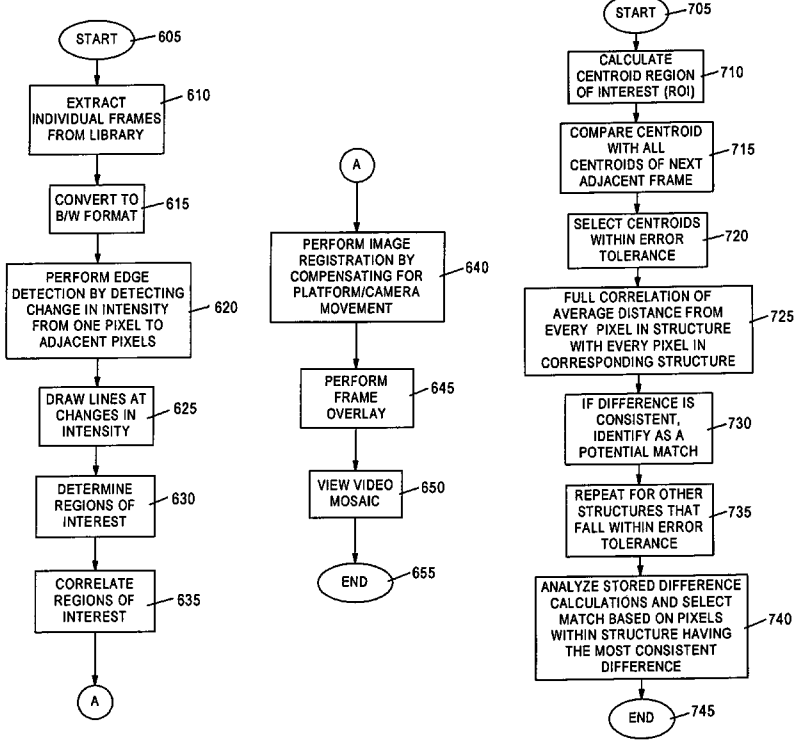 START
605
EXTRACT
INDIVIDUAL FRAMES
FROM LIBRARY
610
CONVERT TO
B/W FORMAT
615
PERFORM EDGE
DETECTION BY DETECTING
CHANGE IN INTENSITY
FROM ONE PIXEL TO
ADJACENT PIXELS
620
DRAW LINES AT
CHANGES IN
INTENSITY
625
DETERMINE
REGIONS OF
INTEREST
630
CORRELATE
REGIONS OF
INTEREST
635
A
A
PERFORM IMAGE
REGISTRATION BY
COMPENSATING FOR
PLATFORM/CAMERA
MOVEMENT
640
PERFORM
FRAME
OVERLAY
645
VIEW VIDEO
MOSAIC
650
END
655
START
705
CALCULATE
CENTROID REGION
OF INTEREST (ROI)
710
COMPARE CENTROID
WITH ALL
CENTROIDS OF NEXT
ADJACENT FRAME
715
SELECT CENTROIDS
WITHIN ERROR
TOLERANCE
720
FULL CORRELATION OF
AVERAGE DISTANCE FROM
EVERY PIXEL IN STRUCTURE
WITH EVERY PIXEL IN
CORRESPONDING STRUCTURE
725
IF DIFFERENCE IS
CONSISTENT,
IDENTIFY AS A
POTENTIAL MATCH
730
REPEAT FOR OTHER
STRUCTURES THAT
FALL WITHIN ERROR
TOLERANCE
735
ANALYZE STORED DIFFERENCE
CALCULATIONS AND SELECT
MATCH BASED ON PIXELS
WITHIN STRUCTURE HAVING
THE MOST CONSISTENT
DIFFERENCE
740
END
745